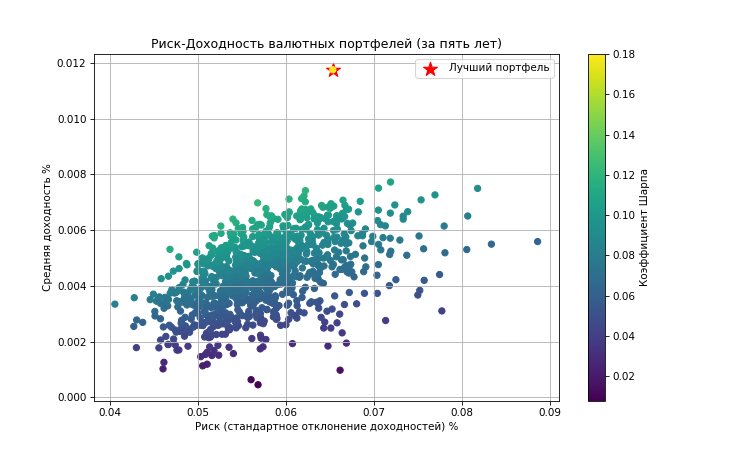 Риск-Доходность валютных портфелей (за пять лет)
Лучший портфель
0.012
0.010
0.008
0.006
0.004
0.002
0.000
Средняя доходность %
0.04 0.05 0.06 0.07 0.08 0.09
Риск (стандартное отклонение доходностей) %
0.18
0.16
0.14
0.12
0.10
0.08
0.06
0.04
0.02
Коэффициент Шарпа